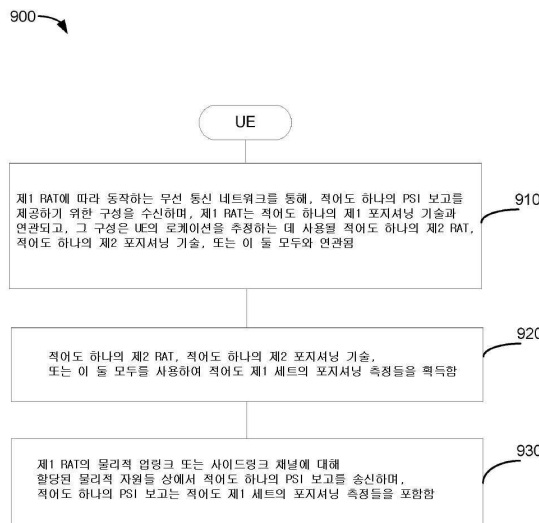 900
UE
제1 RAT에 따라 동작하는 무선 통신 네트워크를 통해, 적어도 하나의 PSI 보고를
제공하기 위한 구성을 수신하며, 제1 RAT는 적어도 하나의 제1 포지셔닝 기술과
연관되고, 그 구성은 UE의 로케이션을 추정하는 데 사용될 적어도 하나의 제2 RAT,
적어도 하나의 제2 포지셔닝 기술, 또는 이 둘 모두와 연관됨
910
적어도 하나의 제2 RAT, 적어도 하나의 제2 포지셔닝 기술,
또는 이 둘 모두를 사용하여 적어도 제1 세트의 포지셔닝 측정들을 획득함
920
제1 RAT의 물리적 업링크 또는 사이드링크 채널에 대해
할당된 물리적 자원들 상에서 적어도 하나의 PSI 보고를 송신하며,
적어도 하나의 PSI 보고는 적어도 제1 세트의 포지셔닝 측정들을 포함함
930